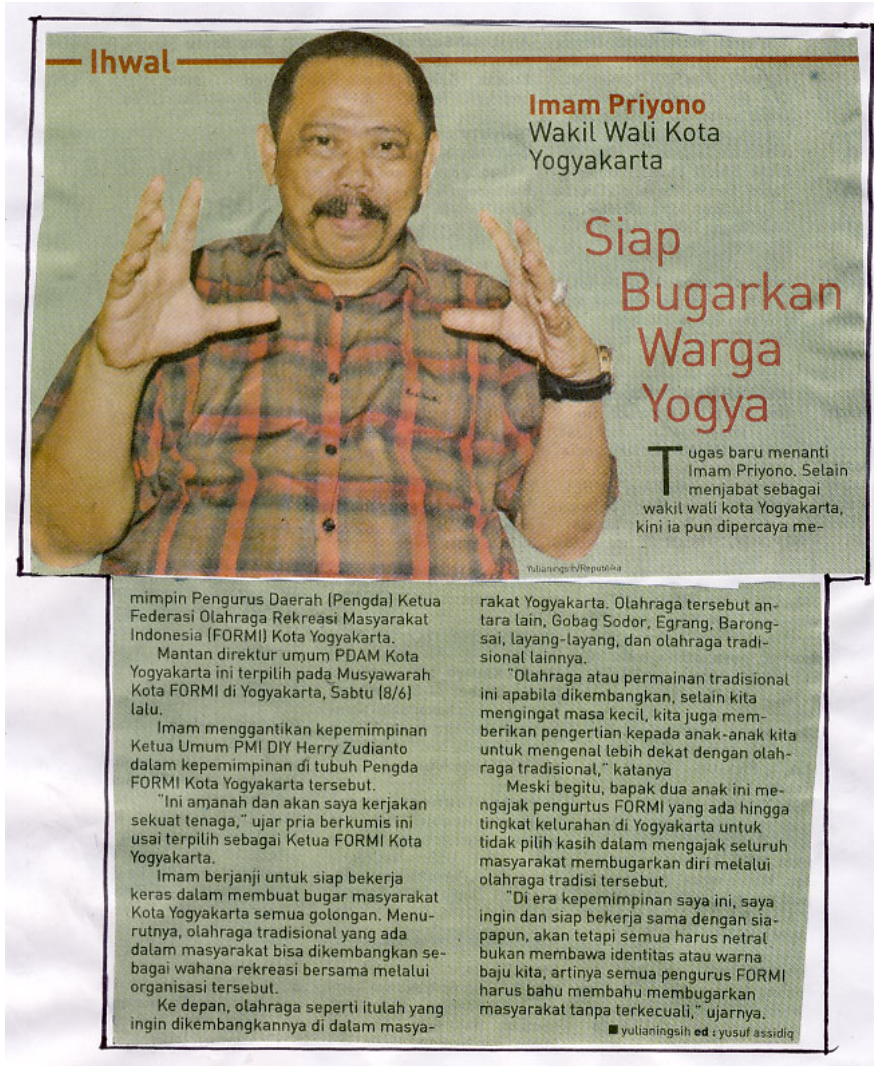 Ihwal
Imam Priyono
Wakil Wali Kota
Yogyakarta
Siap
Bugarkan
Warga
Yogya
Tugas baru menanti
Imam Priyono. Selain
menjabat sebagai
wakil wali kota Yogyakarta,
kini ia pun dipercaya me-
Yulianingsih/Republika
mimpin Pengurus Daerah (Pengda) Ketua
Federasi Olahraga Rekreasi Masyarakat
Indonesia (FORMI) Kota Yogyakarta.
Mantan direktur umum PDAM Kota
Yogyakarta ini terpilih pada Musyawarah
Kota FORMI di Yogyakarta, Sabtu (8/6)
lalu.
Imam menggantikan kepemimpinan
Ketua Umum PMI DIY Herry Zudianto
dalam kepemimpinan di tubuh Pengda
FORMI Kota Yogyakarta tersebut.
"Ini amanah dan akan saya kerjakan
sekuat tenaga," ujar pria berkumis ini
usai terpilih sebagai Ketua FORMI Kota
Yogyakarta.
Imam berjanji untuk siap bekerja
keras dalam membuat bugar masyarakat
Kota Yogyakarta semua golongan. Menu-
rutnya, olahraga tradisional yang ada
dalam masyarakat bisa dikembangkan se-
bagai wahana rekreasi bersama melalui
organisasi tersebut.
Ke depan, olahraga seperti itulah yang
ingin dikembangkannya di dalam masya-
rakat Yogyakarta. Olahraga tersebut an-
tara lain, Gobag Sodor, Egrang, Barong-
sai, layang-layang, dan olahraga tradi-
sional lainnya.
"Olahraga atau permainan tradisional
ini apabila dikembangkan, selain kita
mengingat masa kecil, kita juga mem-
berikan pengertian kepada anak-anak kita
untuk mengenal lebih dekat dengan olah-
raga tradisional," katanya
Meski begitu, bapak dua anak ini me-
ngajak pengurtus FORMI yang ada hingga
tingkat kelurahan di Yogyakarta untuk
tidak pilih kasih dalam mengajak seluruh
masyarakat membugarkan diri melalui
olahraga tradisi tersebut.
"Di era kepemimpinan saya ini, saya
ingin dan siap bekerja sama dengan sia-
papun, akan tetapi semua harus netral
bukan membawa identitas atau warna
baju kita, artinya semua pengurus FORMI
harus bahu membahu membugarkan
masyarakat tanpa terkecuali," ujarnya.
■ yulianingsih ed : yusuf assidiq